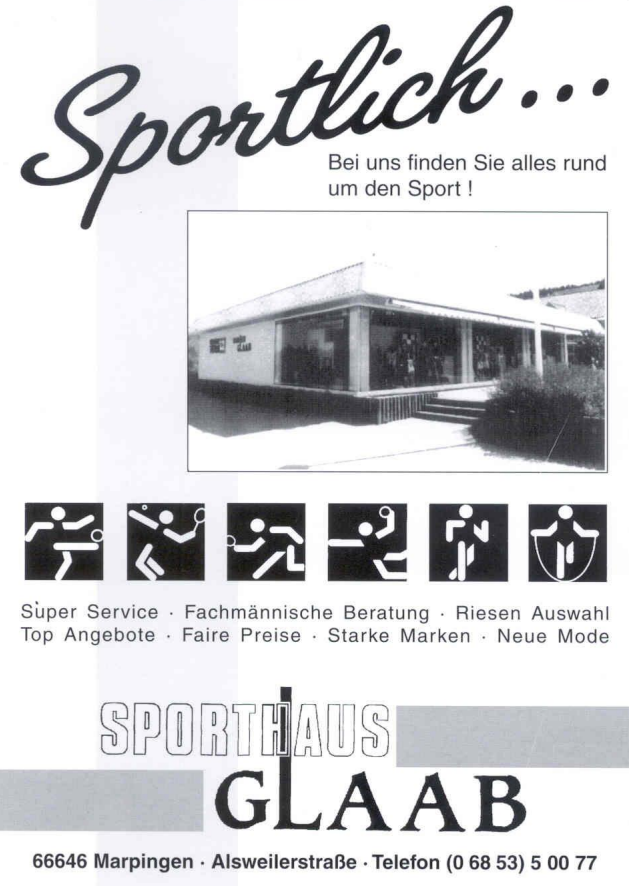 Sportlich...
Bei uns finden Sie alles rund
um den Sport !
GLAAB
Super Service · Fachmännische Beratung · Riesen Auswahl
Top Angebote · Faire Preise · Starke Marken · Neue Mode
SPORTHAUS
GLAAB
66646 Marpingen · Alsweilerstraße · Telefon (0 68 53) 5 00 77